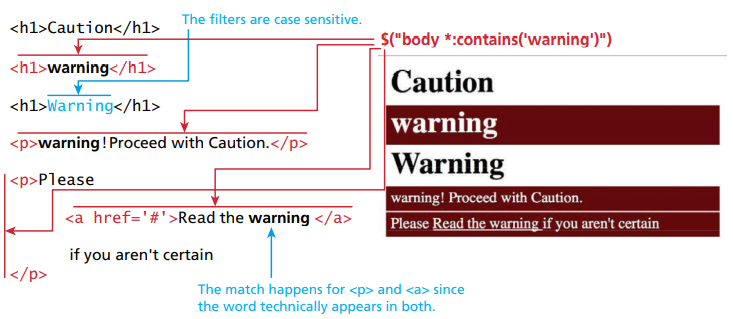 <h1>Caution</h1>
The filters are case sensitive.
$("body *:contains('warning')")
<h1>warning</h1>
<h1>Warning</h1>
<p>warning!Proceed with Caution.</p>
<p>Please
<a href='#'>Read the warning </a>
if you aren't certain
</p>
The match happens for <p> and <a> since
the word technically appears in both.
Caution
warning
Warning
warning! Proceed with Caution.
Please Read the warning if you aren't certain